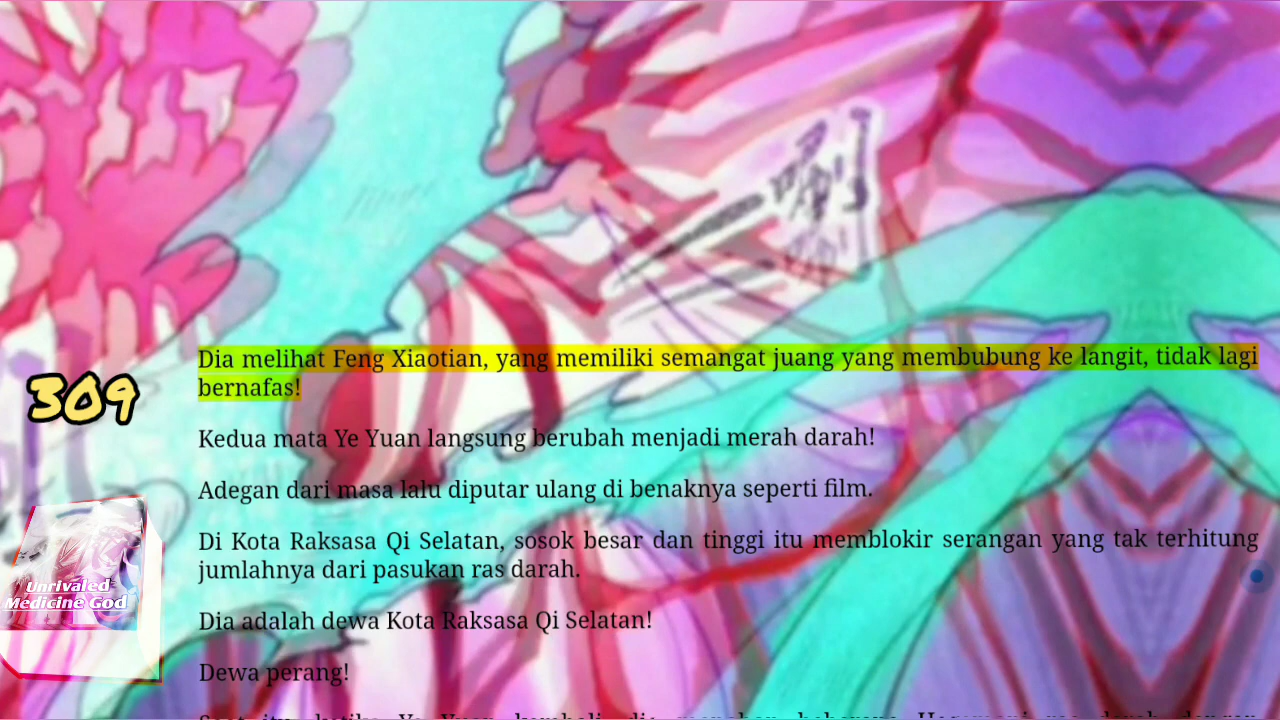 Dia melihat Feng Xiaotian, yang memiliki semangat juang yang membubung ke langit, tidak lagi
bernafas!
309
Kedua mata Ye Yuan langsung berubah menjadi merah darah!
Adegan dari masa lalu diputar ulang di benaknya seperti film.
Di Kota Raksasa Qi Selatan, sosok besar dan tinggi itu memblokir serangan yang tak terhitung
jumlahnya dari pasukan ras darah.
Unrivaled
Medicine God
Dia adalah dewa Kota Raksasa Qi Selatan!
Dewa perang!